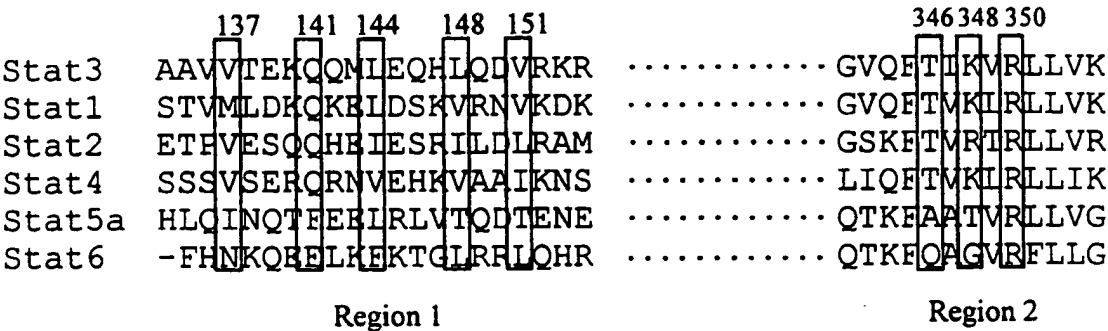 137 141 144 148 151 346 348 350
Stat3 AAVVTEKQQMLEQHLQDVRKR ············ GVQFTIKVRLLVK
Stat1 STVMLDKQKELDSKVRNVKDK ············ GVQFTVKLRLLVK
Stat2 ETPVESQQHEIESRILDLRAM ············ GSKFTVRTRLLVR
Stat4 SSSVSERQRNVEHKVAAIKNS ············ LIQFTVKLRLLIK
Stat5a HLQINQTFEELRLVTQDTENE ············ QTKFAATVRLLVG
Stat6 -FHNKQEELKFKTGLRRLQHR ············ QTKFQAGVRFLLG
Region 1 Region 2